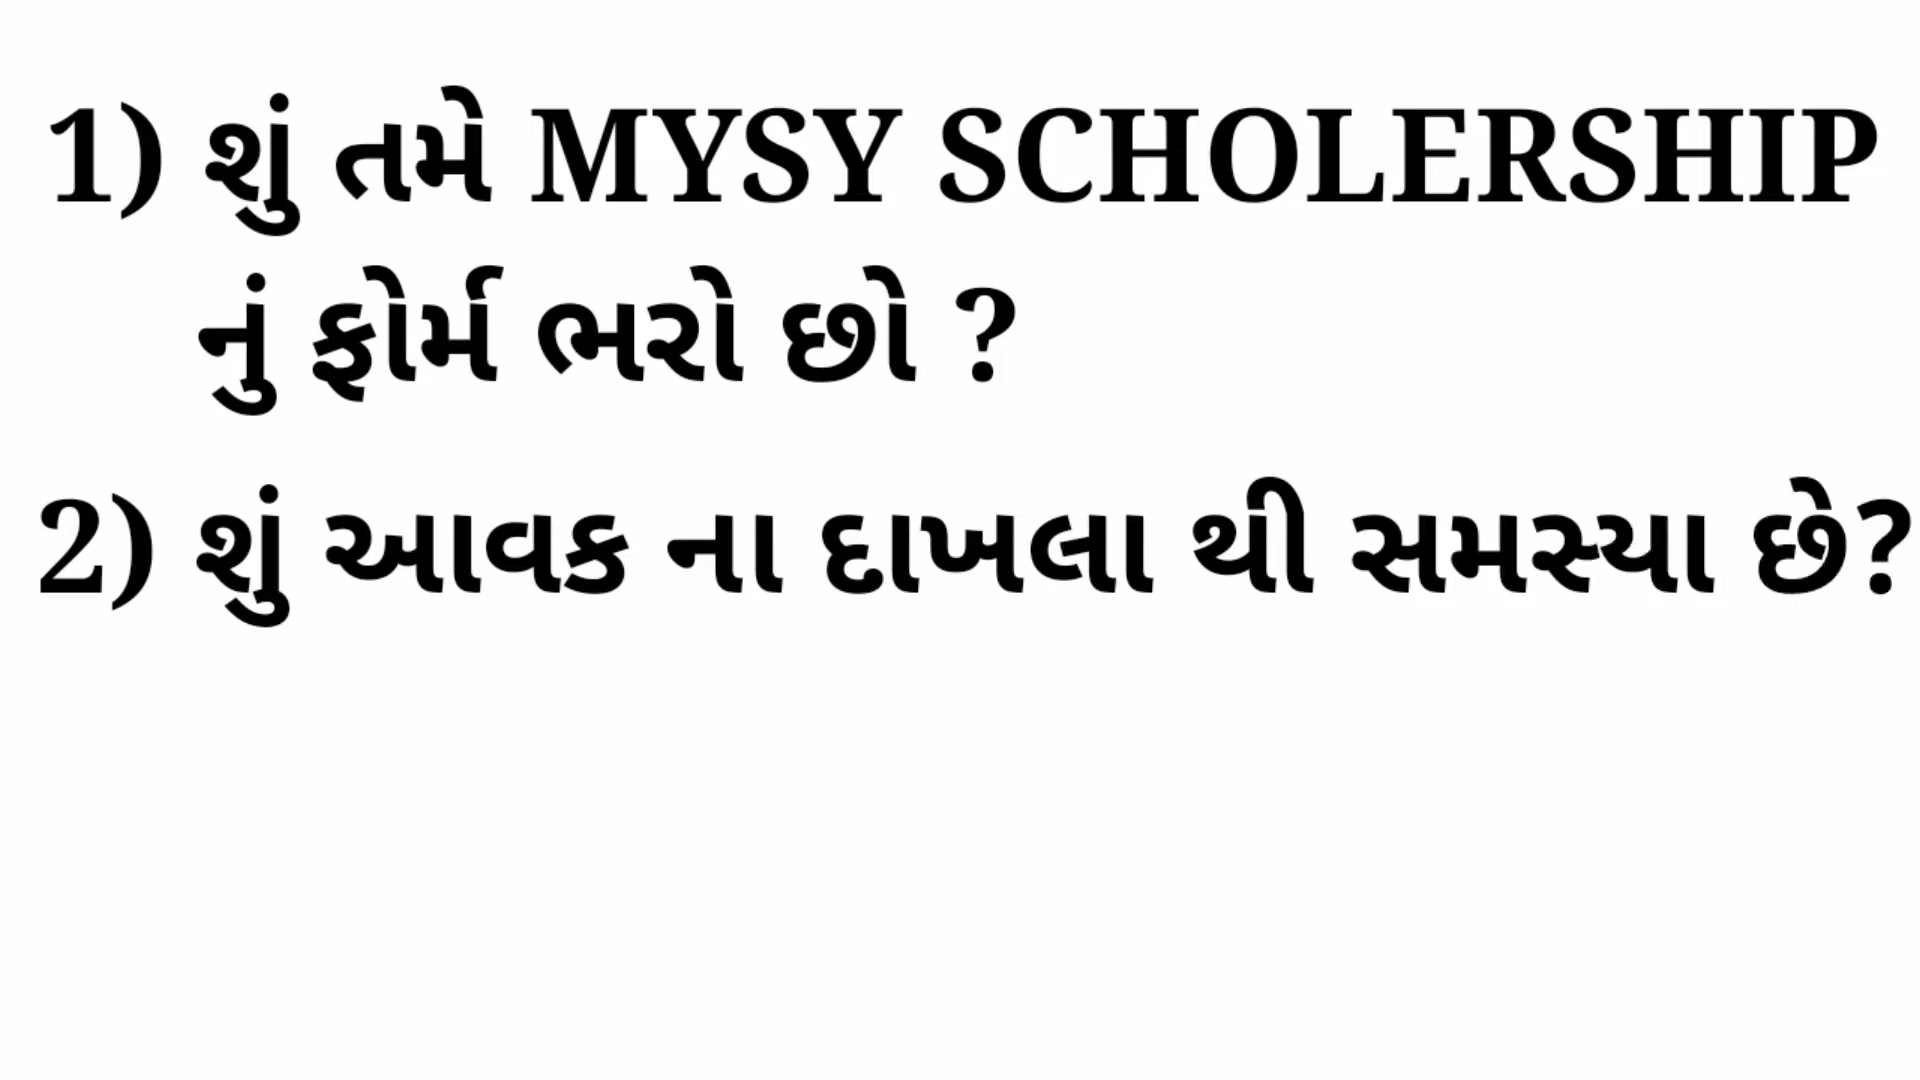 1) શું તમે MYSY SCHOLERSHIP
નું ફોર્મ ભરો છો ?
2) શું આવક ના દાખલા થી સમસ્યા છે?